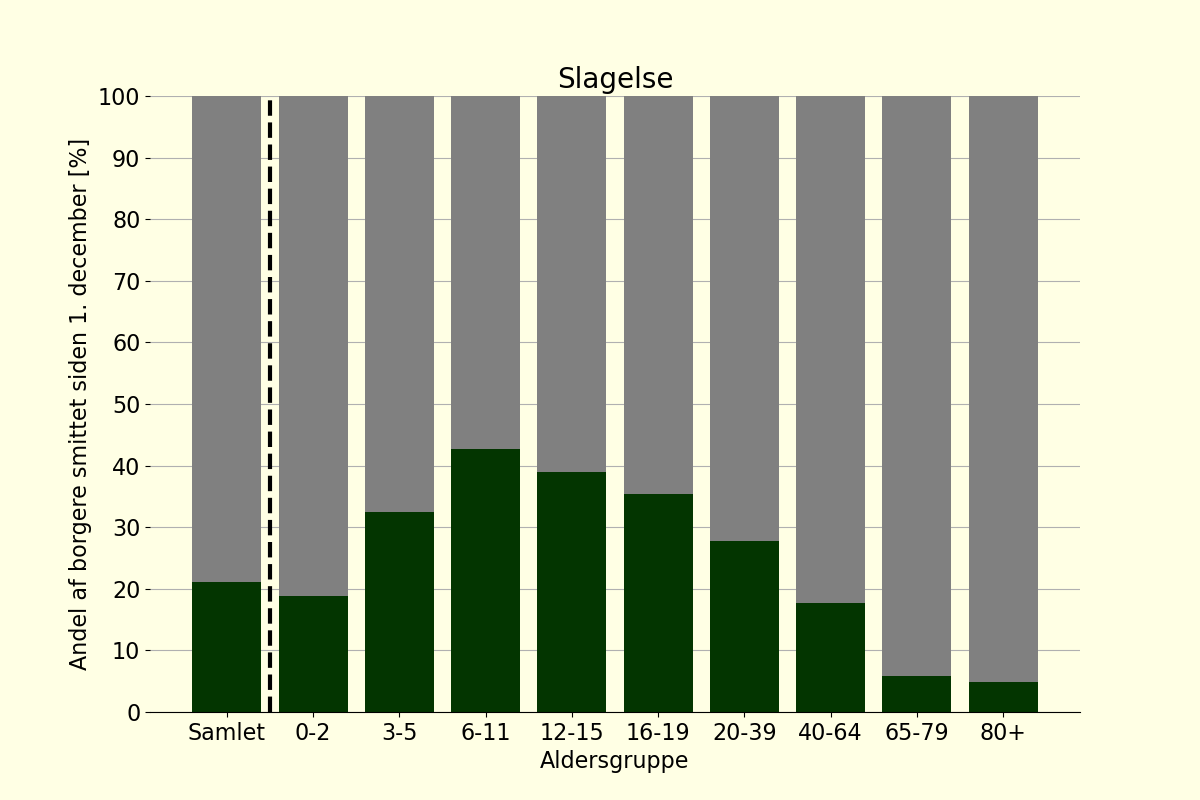 Slagelse
Andel af borgere smittet siden 1. december [%]
100
90
80
70
60
50
40
30
20
10
0
Samlet 0-2 3-5 6-11 12-15 16-19 20-39 40-64 65-79 80+
Aldersgruppe